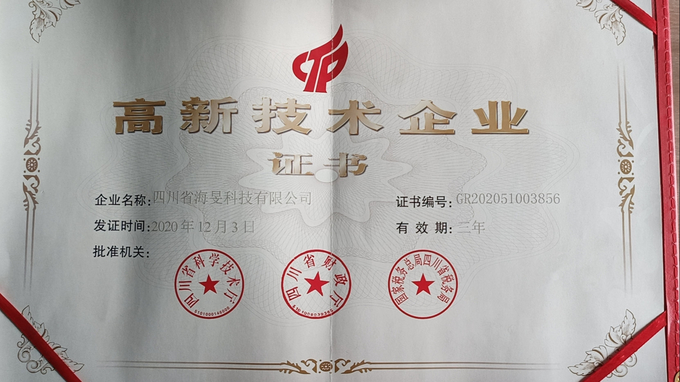 高新技术企业
证书
企业名称：四川省海旻科技有限公司
证书编号：GR202051003856
发证时间：2020年12月3日
有效期：三年
批准机关：
四川省科学技术厅
四川省财政厅
国家税务总局四川省税务局